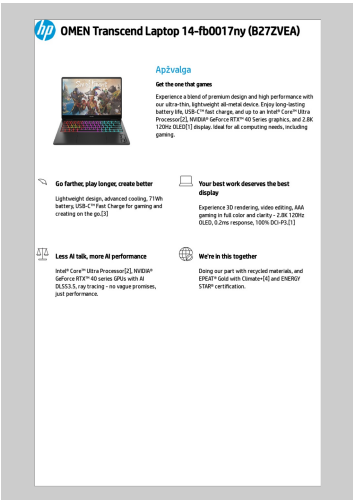 hp
OMEN Transcend Laptop 14-fb0017ny (B27ZVEA)
Apžvalga
Get the one that games
Experience a blend of premium design and high performance with
our ultra-thin, lightweight all-metal device. Enjoy long-lasting
battery life, USB-C™ fast charge, and up to an Intel® Core™ Ultra
Processor[2], NVIDIA® GeForce RTX™ 40 Series graphics, and 2.8K
120Hz OLED[1] display. Ideal for all computing needs, including
gaming.
Go farther, play longer, create better
Lightweight design, advanced cooling, 71Wh
battery, USB-C™ Fast Charge for gaming and
creating on the go.[3]
Your best work deserves the best
display
Experience 3D rendering, video editing, AAA
gaming in full color and clarity - 2.8K 120Hz
OLED, 0.2ms response, 100% DCI-P3.[1]
Less AI talk, more AI performance
Intel® Core™ Ultra Processor[2], NVIDIA®
GeForce RTX™ 40 series GPUs with AI
DLSS3.5, ray tracing – no vague promises,
just performance.
We're in this together
Doing our part with recycled materials, and
EPEAT® Gold with Climate+[4] and ENERGY
STAR® certification.